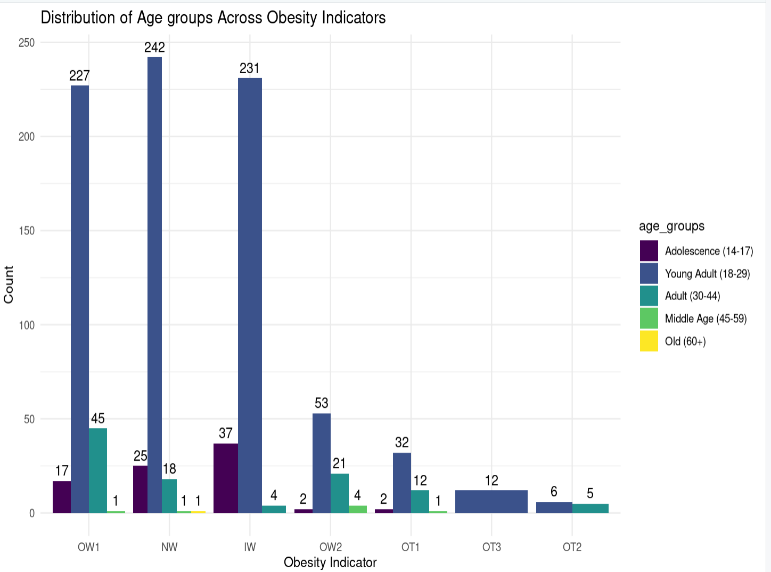 Distribution of Age groups Across Obesity Indicators
250
200
150
100
50
0
Count
227
242
231
17
45
1
25
18
1
1
37
4
2
53
21
4
2
32
12
1
12
6
5
OW1
NW
IW
OW2
OT1
OT3
OT2
Obesity Indicator
age_groups
Adolescence (14-17)
Young Adult (18-29)
Adult (30-44)
Middle Age (45-59)
Old (60+)